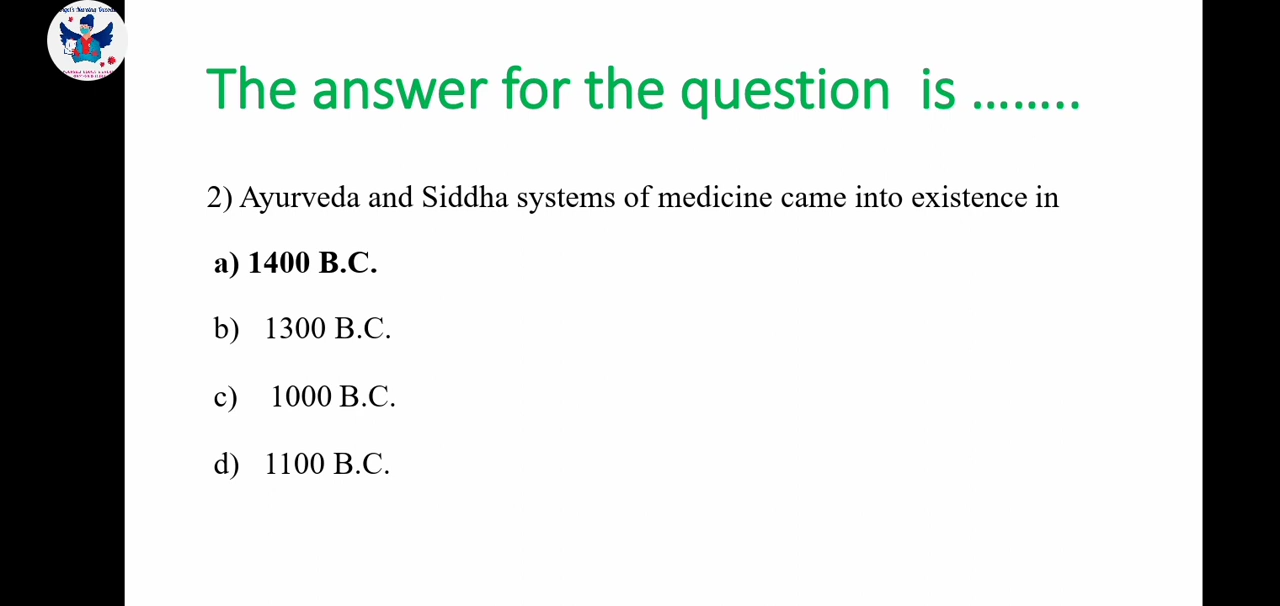 The answer for the question is ........
2) Ayurveda and Siddha systems of medicine came into existence in
a) 1400 B.C.
b) 1300 B.C.
c) 1000 B.C.
d) 1100 B.C.